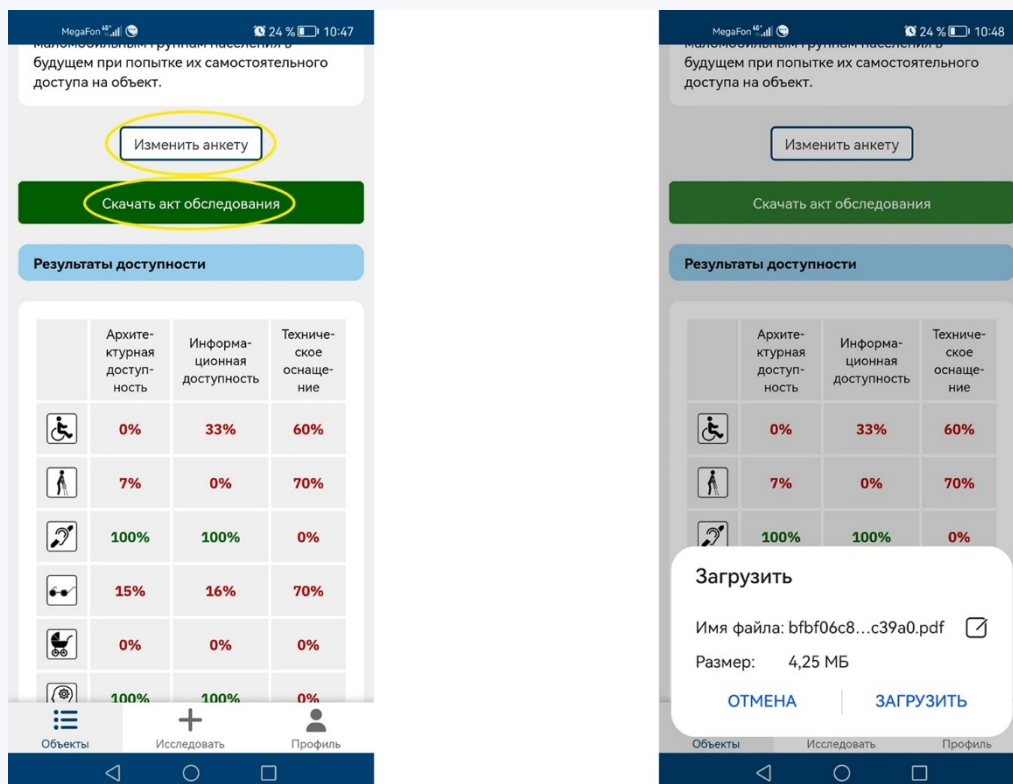 MegaFon 24 % 10:47
будущем при попытке их самостоятельного
доступа на объект.
Изменить анкету
Скачать акт обследования
Результаты доступности
Архите-
ктурная
доступ-
ность
Информа-
ционная
доступность
Техниче-
ское
оснаще-
ние
0% 33% 60%
7% 0% 70%
100% 100% 0%
15% 16% 70%
0% 0% 0%
100% 100% 0%
Объекты Исследовать Профиль
MegaFon 24 % 10:48
будущем при попытке их самостоятельного
доступа на объект.
Изменить анкету
Скачать акт обследования
Результаты доступности
Архите-
ктурная
доступ-
ность
Информа-
ционная
доступность
Техниче-
ское
оснаще-
ние
0% 33% 60%
7% 0% 70%
100% 100% 0%
Загрузить
Имя файла: bfbf06c8...c39a0.pdf
Размер: 4,25 МБ
ОТМЕНА ЗАГРУЗИТЬ
Объекты Исследовать Профиль